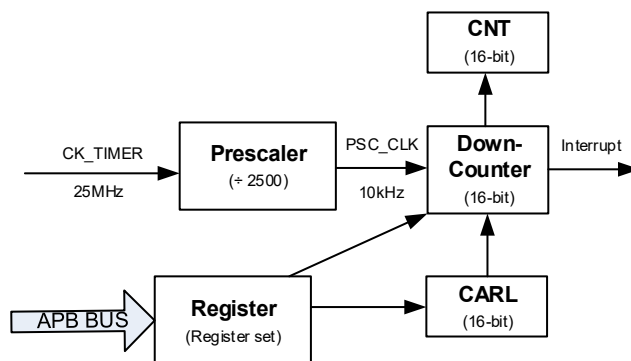 CNT
(16-bit)
CK_TIMER
25MHz
Prescaler
(÷ 2500)
PSC_CLK
10kHz
Down-
Counter
(16-bit)
Interrupt
APB BUS
Register
(Register set)
CARL
(16-bit)